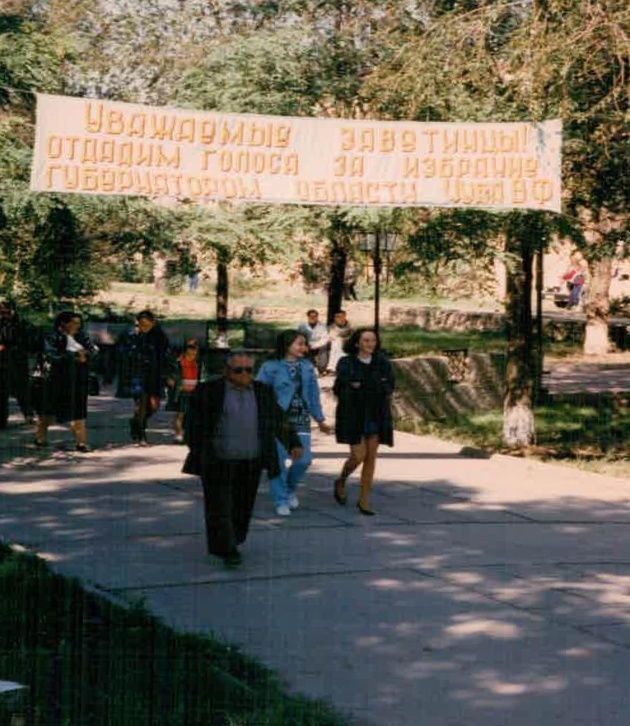 УВАЖАЕМЫЕ ЗАВЕТИНЦЫ!
ОТДАДИМ ГОЛОСА ЗА ИЗБРАНИЕ
ГУБЕРНАТОРОМ ОБЛАСТИ ЧУБА В.Ф